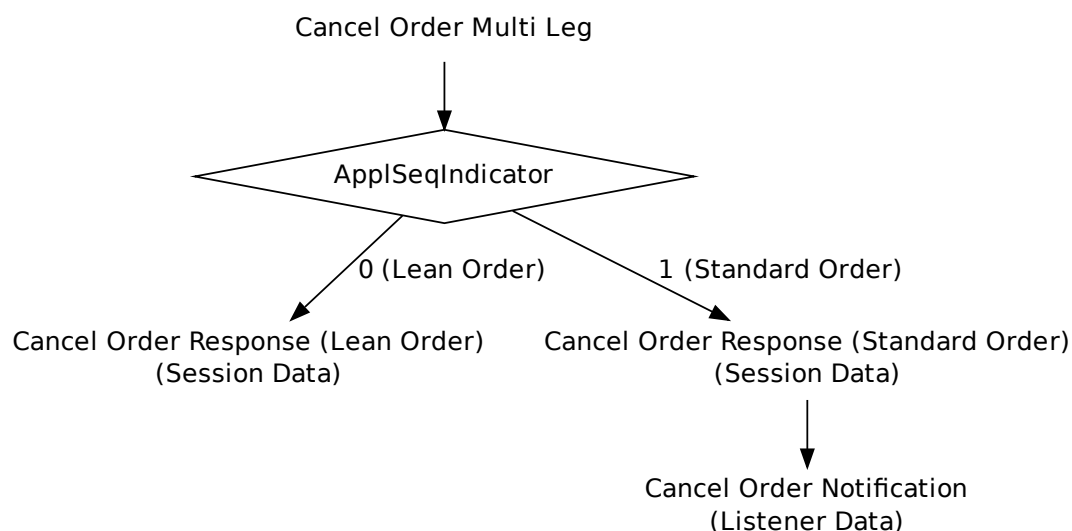 Cancel Order Multi Leg
ApplSeqIndicator
0 (Lean Order)
1 (Standard Order)
Cancel Order Response (Lean Order)
(Session Data)
Cancel Order Response (Standard Order)
(Session Data)
Cancel Order Notification
(Listener Data)